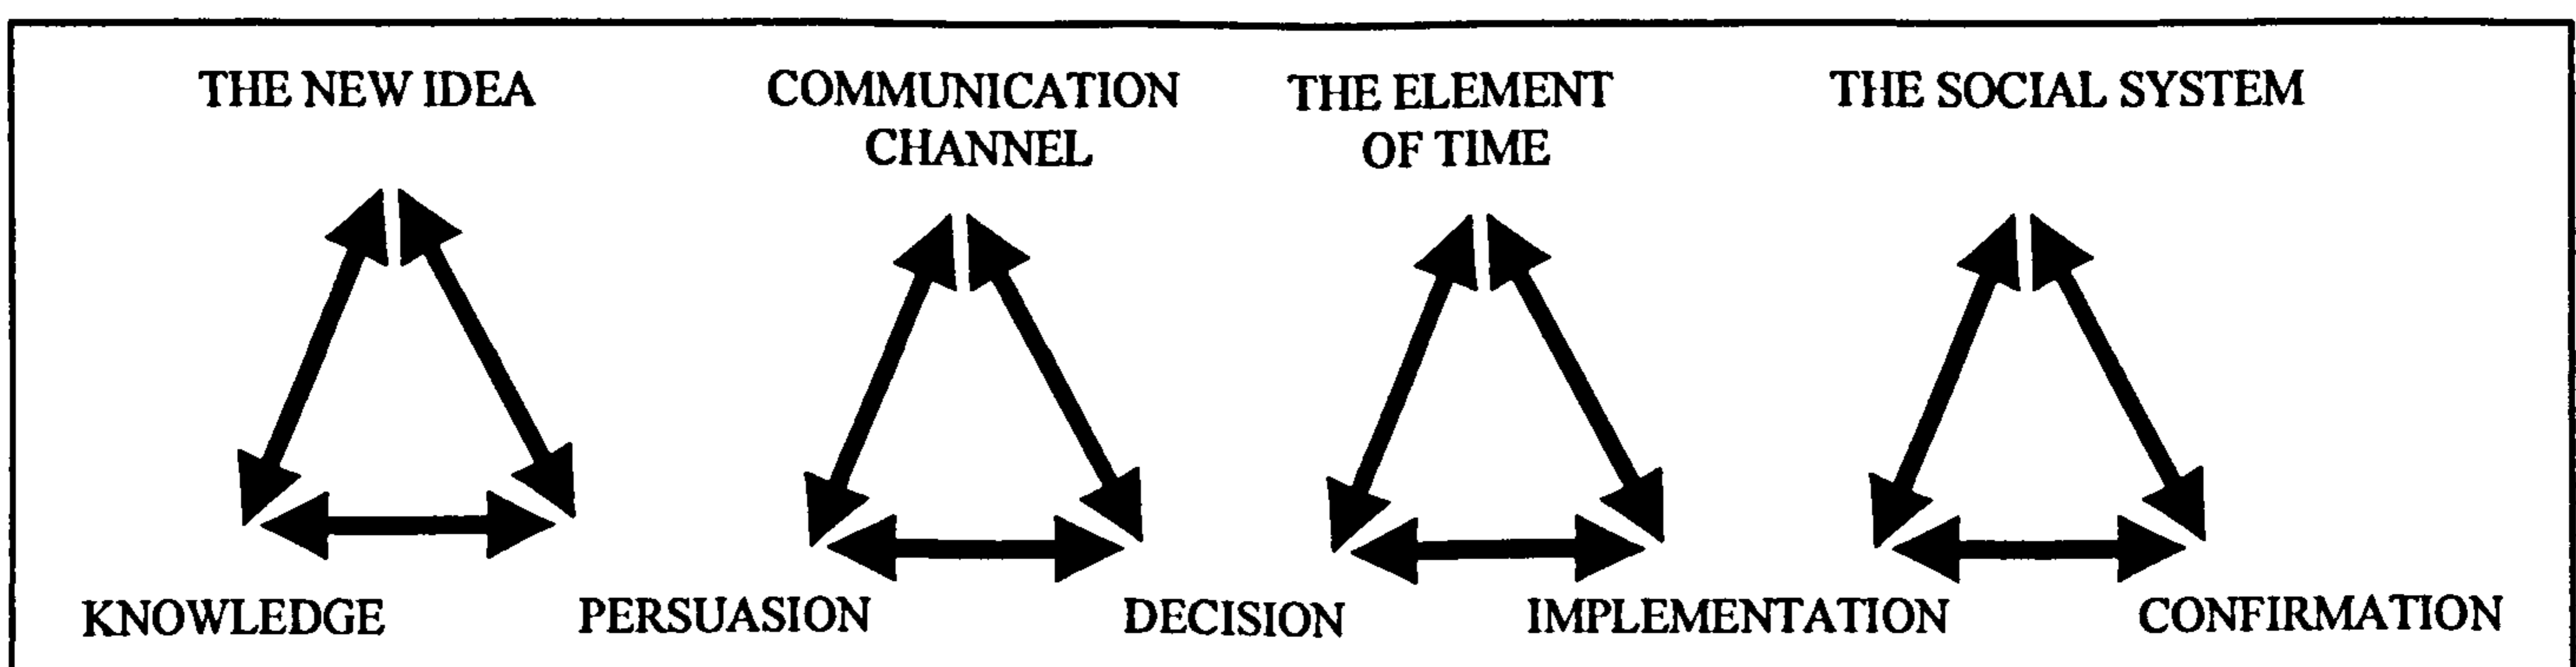 THE NEW IDEA
COMMUNICATION
CHANNEL
THE ELEMENT
OF TIME
THE SOCIAL SYSTEM
KNOWLEDGE
PERSUASION
DECISION
IMPLEMENTATION
CONFIRMATION